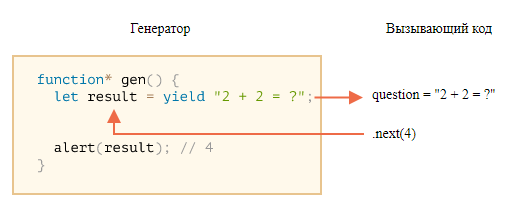 Генератор
Вызывающий код
function* gen() {
let result = yield "2 + 2 = ?";
question = "2 + 2 = ?"
.next(4)
alert(result); // 4
}